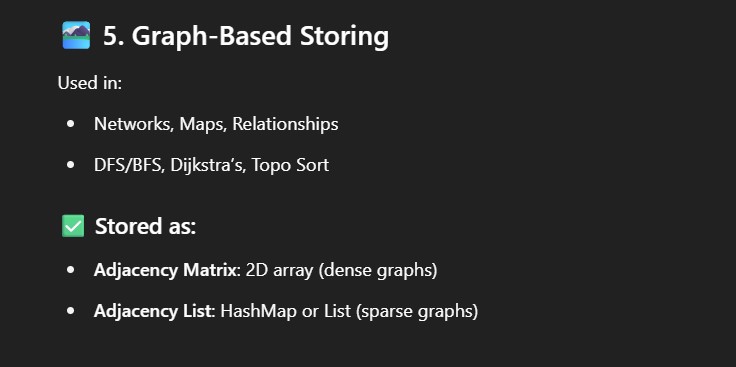 🏞️ 5. Graph-Based Storing
Used in:
• Networks, Maps, Relationships
• DFS/BFS, Dijkstra’s, Topo Sort
✅ Stored as:
• Adjacency Matrix: 2D array (dense graphs)
• Adjacency List: HashMap or List (sparse graphs)